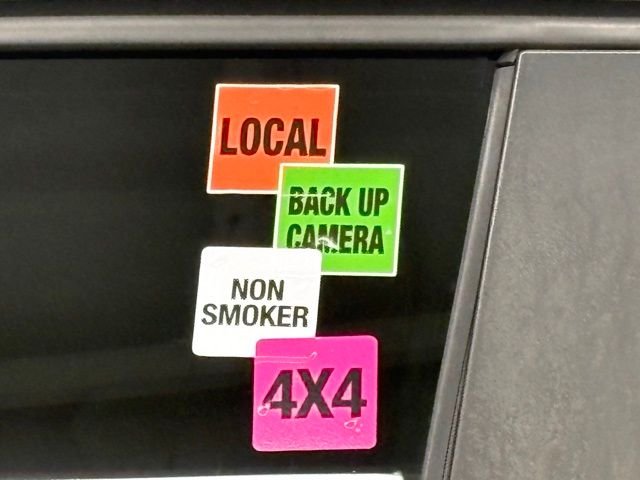 LOCAL
BACK UP
CAMERA
NON
SMOKER
4X4